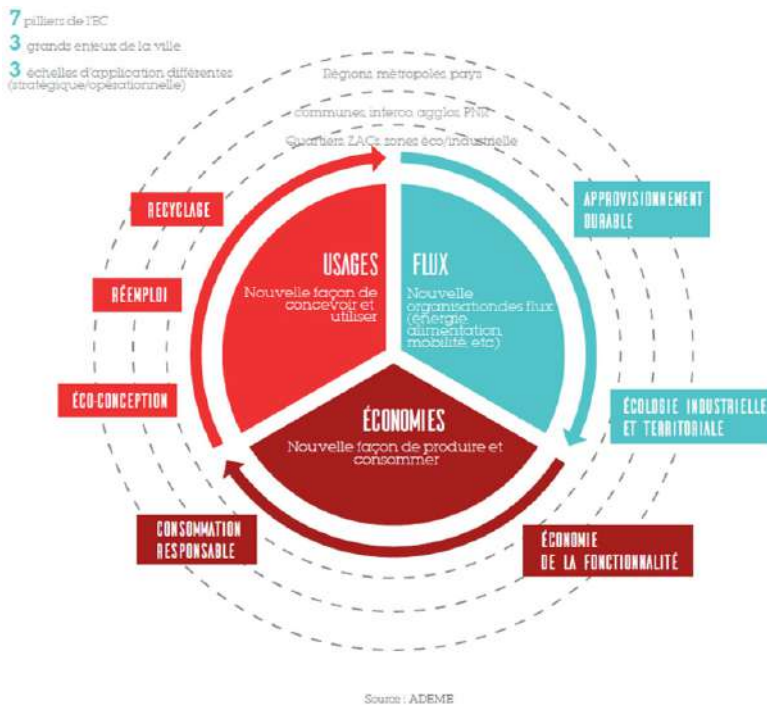 7 piliers de l'EC
3 grands enjeux de la ville
3 échelles d'application différentes
(stratégique/opérationnelle)
Régions, métropoles, pays
communes, interco, agglos, PNR
Quartiers, ZACs, zones éco/industrielle
RECYCLAGE
RÉEMPLOI
ÉCO-CONCEPTION
APPROVISIONNEMENT
DURABLE
USAGES
Nouvelle façon de
concevoir et
utiliser
FLUX
Nouvelle
organisationdes flux
(énergie,
alimentation,
mobilité, etc)
ÉCONOMIES
Nouvelle façon de produire et
consommer
ÉCOLOGIE INDUSTRIELLE
ET TERRITORIALE
CONSOMMATION
RESPONSABLE
ÉCONOMIE
DE LA FONCTIONNALITÉ
Source : ADEME